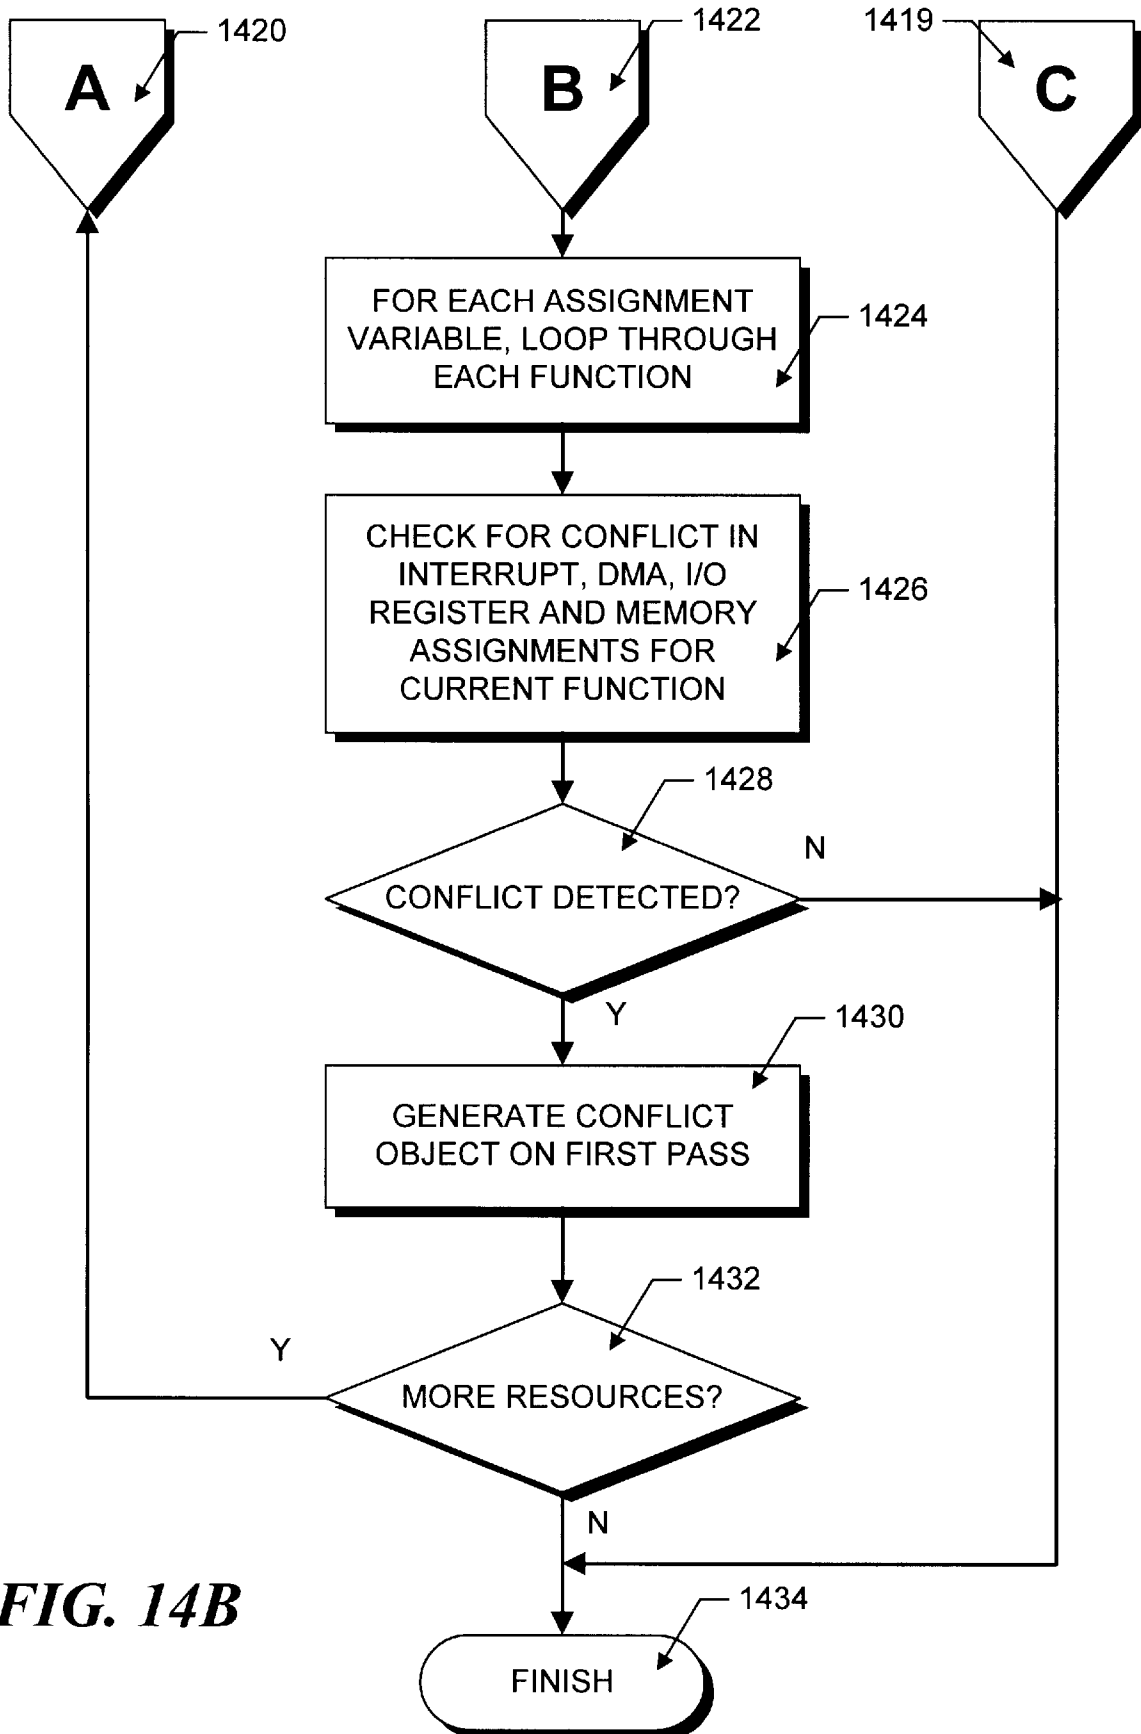 1420
1422
1419
A
B
C
FOR EACH ASSIGNMENT
VARIABLE, LOOP THROUGH
EACH FUNCTION
1424
CHECK FOR CONFLICT IN
INTERRUPT, DMA, I/O
REGISTER AND MEMORY
ASSIGNMENTS FOR
CURRENT FUNCTION
1426
1428
N
CONFLICT DETECTED?
Y
1430
GENERATE CONFLICT
OBJECT ON FIRST PASS
1432
Y
MORE RESOURCES?
N
FIG. 14B
1434
FINISH